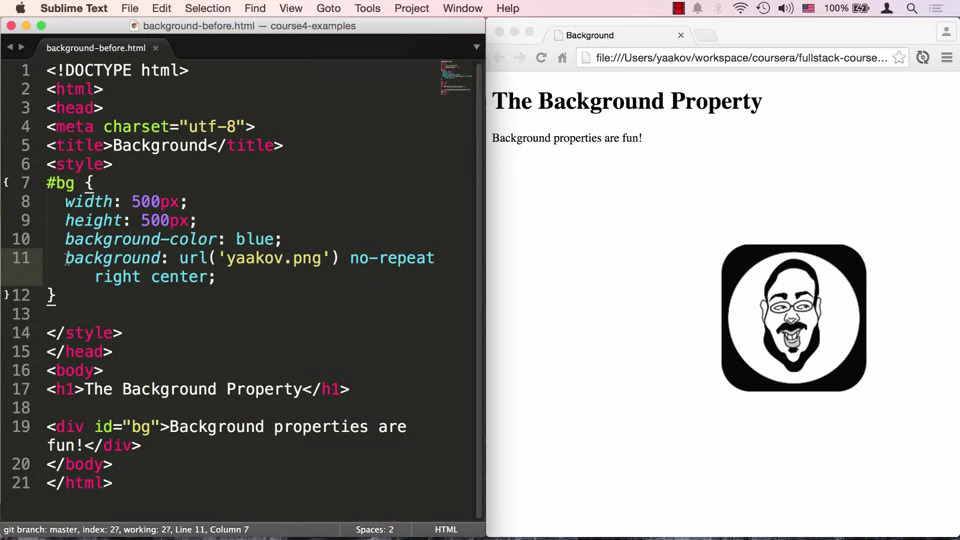 Sublime Text File Edit Selection Find View Goto Tools Project Window Help 100%
background-before.html — course4-examples
background-before.html
1 <!DOCTYPE html>
2 <html>
3 <head>
4 <meta charset="utf-8">
5 <title>Background</title>
6 <style>
7 #bg {
8 width: 500px;
9 height: 500px;
10 background-color: blue;
11 background: url('yaakov.png') no-repeat
right center;
12 }
13
14 </style>
15 </head>
16 <body>
17 <h1>The Background Property</h1>
18
19 <div id="bg">Background properties are
fun!</div>
20 </body>
21 </html>
git branch: master, index: 2?, working: 2?, Line 11, Column 7 Spaces: 2 HTML
Background
file:///Users/yaakov/workspace/coursera/fullstack-course...
The Background Property
Background properties are fun!